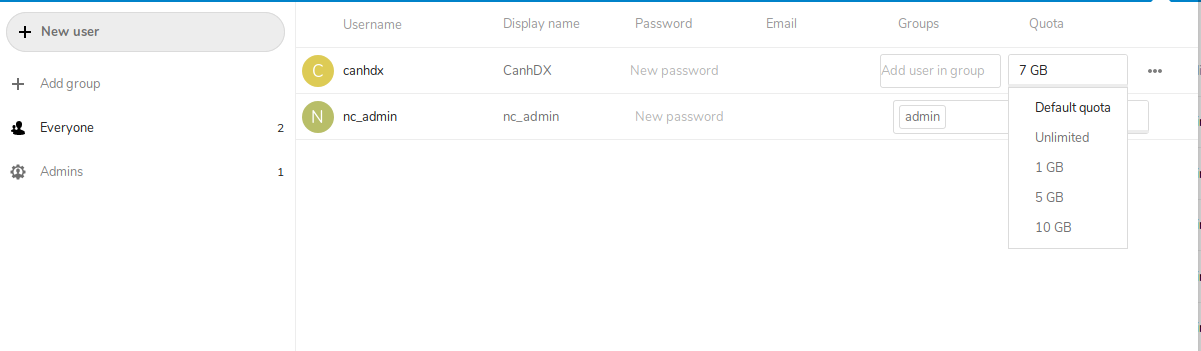 New user
Add group
Everyone 2
Admins 1
Username Display name Password Email Groups Quota
C canhdx CanhDX New password Add user in group 7 GB
N nc_admin nc_admin New password admin
Default quota
Unlimited
1 GB
5 GB
10 GB